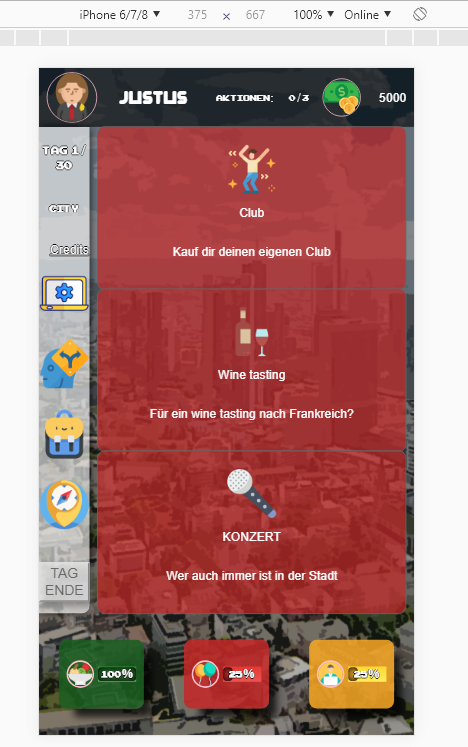 iPhone 6/7/8 ▼ 375 x 667 100% ▼ Online ▼
JUSTUS AKTIONEN: 0/3 5000
TAG 1/
30
CITY
Credits
TAG
ENDE
Club
Kauf dir deinen eigenen Club
Wine tasting
Für ein wine tasting nach Frankreich?
KONZERT
Wer auch immer ist in der Stadt
100% 25% 25%